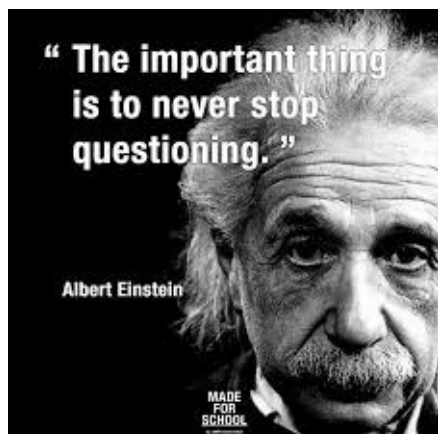 “ The important thing
is to never stop
questioning. ”
Albert Einstein
MADE
FOR
SCHOOL